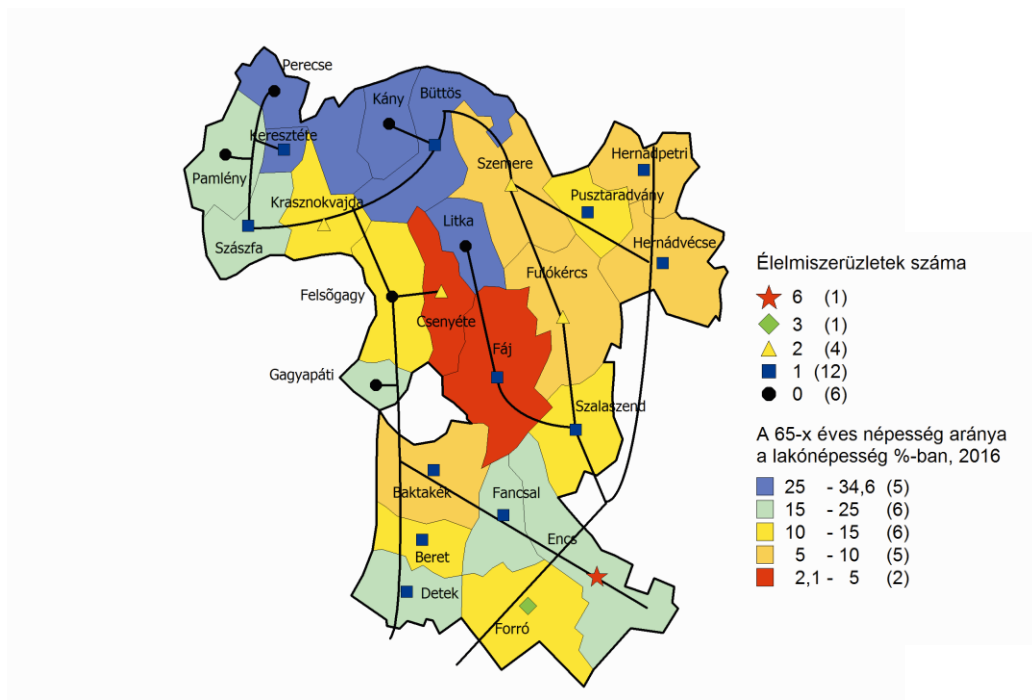 Perecse
Kány
Büttös
Keresztéte
Hernádpetri
Szemere
Pamlény
Pusztaradvány
Krasznokvajda
Litka
Szászfa
Hernádvécse
Fulókércs
Felsőgagy
Csenyéte
Fáj
Gagyapáti
Szalaszend
Baktakék
Fancsal
Encs
Beret
Detek
Forró
Élelmiszerüzletek száma
6 (1)
3 (1)
2 (4)
1 (12)
0 (6)
A 65-x éves népesség aránya
a lakónépesség %-ban, 2016
25 - 34,6 (5)
15 - 25 (6)
10 - 15 (6)
5 - 10 (5)
2,1 - 5 (2)